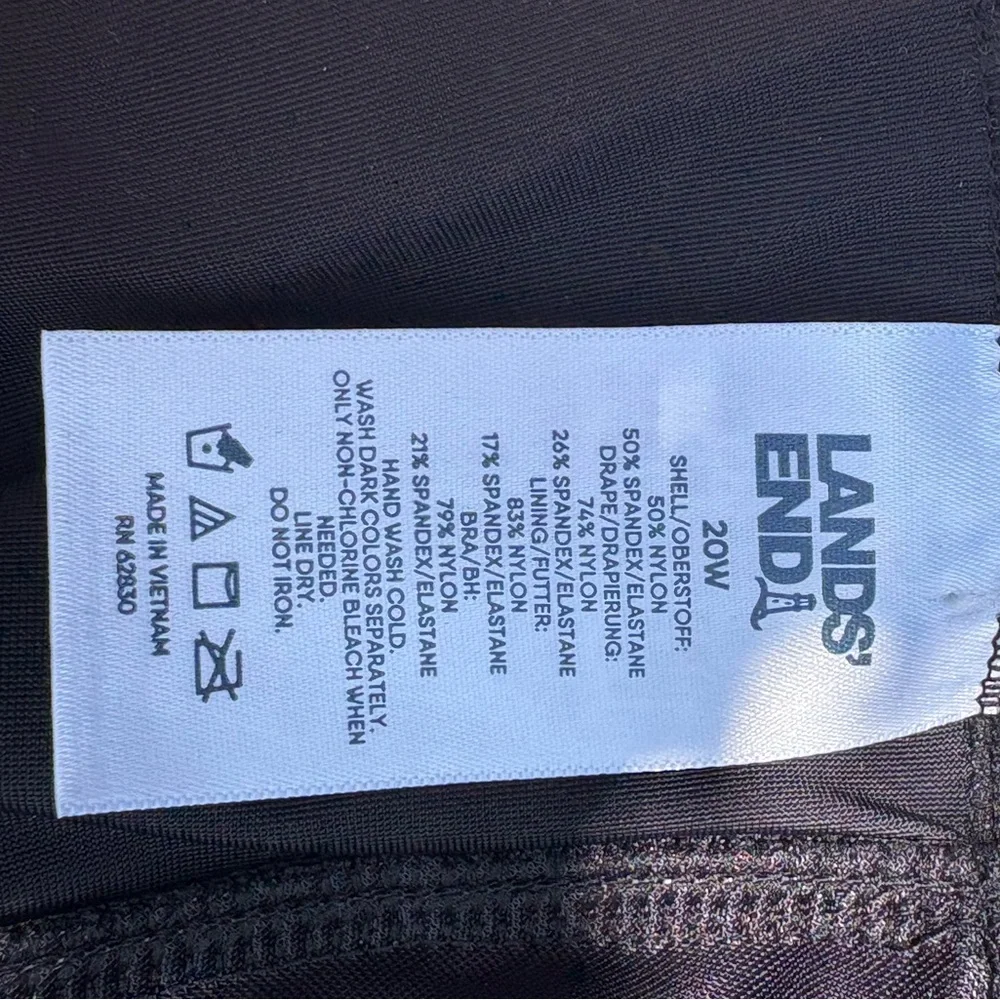 LANDS'
END
20W
SHELL/OBERSTOFF:
50% NYLON
50% SPANDEX/ELASTANE
DRAPE/DRAPIERUNG:
74% NYLON
26% SPANDEX/ELASTANE
LINING/FUTTER:
83% NYLON
17% SPANDEX/ELASTANE
BRA/BH:
79% NYLON
21% SPANDEX/ELASTANE
HAND WASH COLD.
WASH DARK COLORS SEPARATELY.
ONLY NON-CHLORINE BLEACH WHEN
NEEDED.
LINE DRY.
DO NOT IRON.
MADE IN VIETNAM
RN 62830